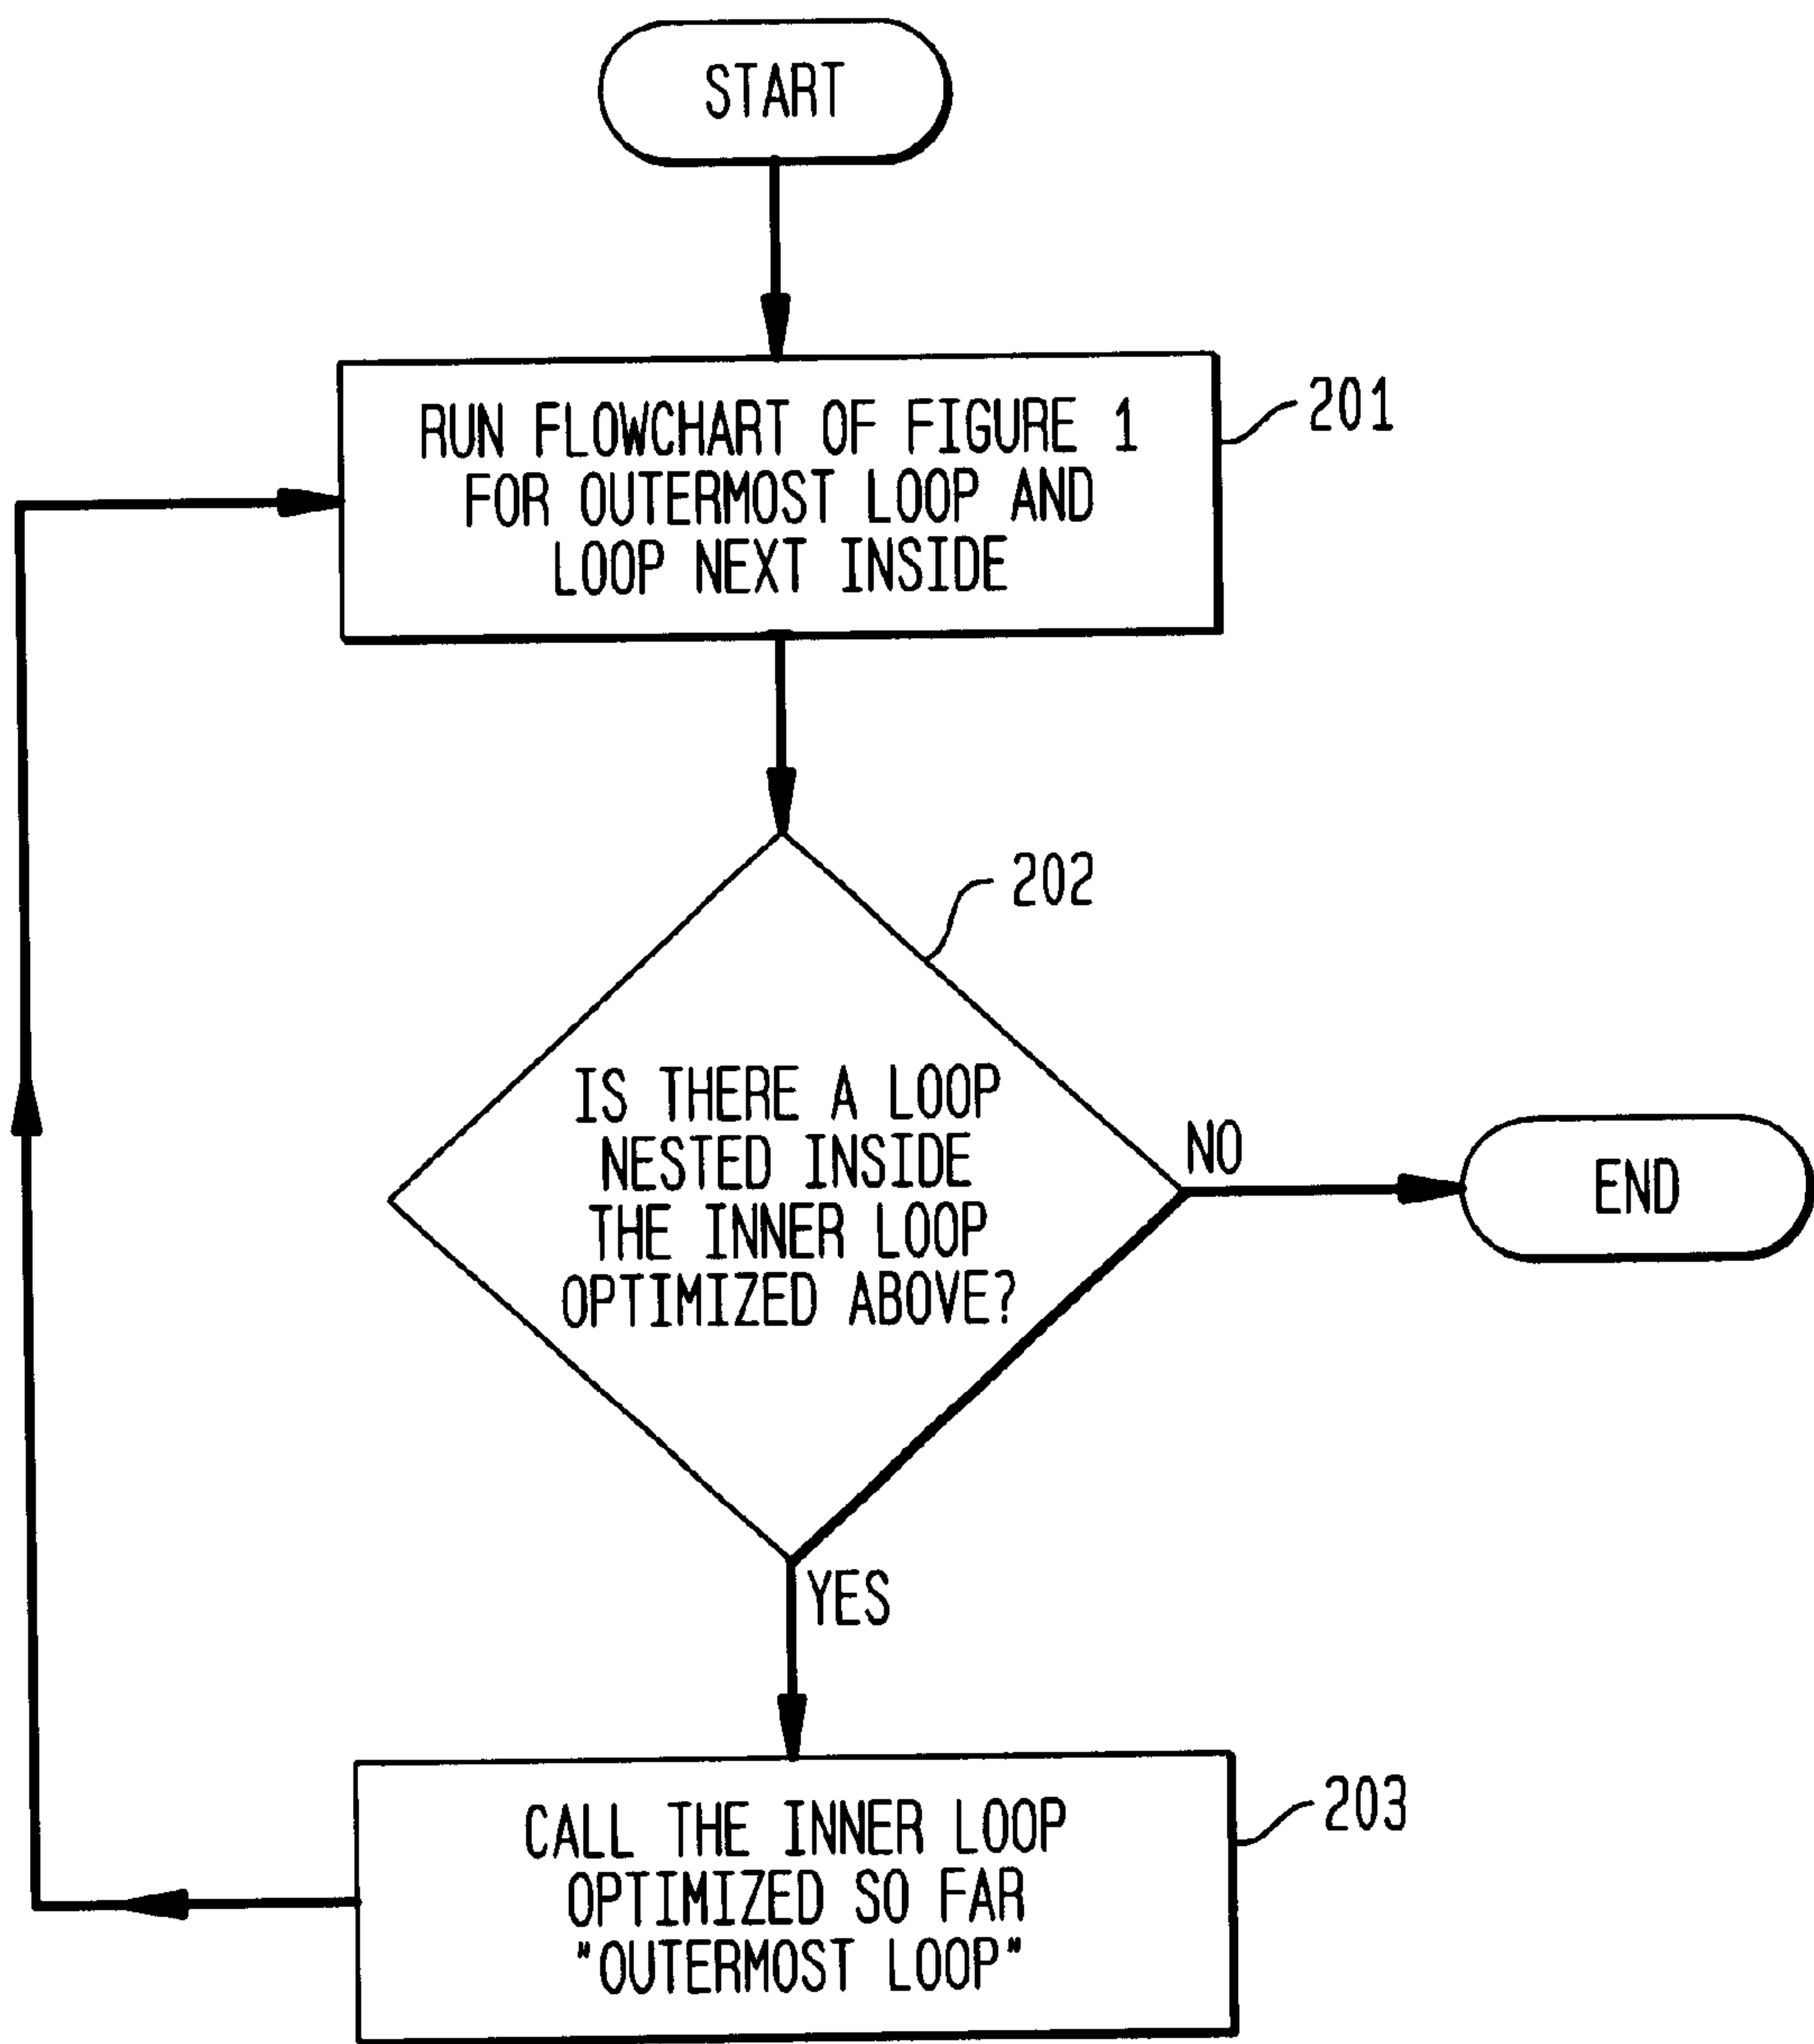 START
RUN FLOWCHART OF FIGURE 1
FOR OUTERMOST LOOP AND
LOOP NEXT INSIDE
201
202
IS THERE A LOOP
NESTED INSIDE
THE INNER LOOP
OPTIMIZED ABOVE?
NO
END
YES
CALL THE INNER LOOP
OPTIMIZED SO FAR
"OUTERMOST LOOP"
203